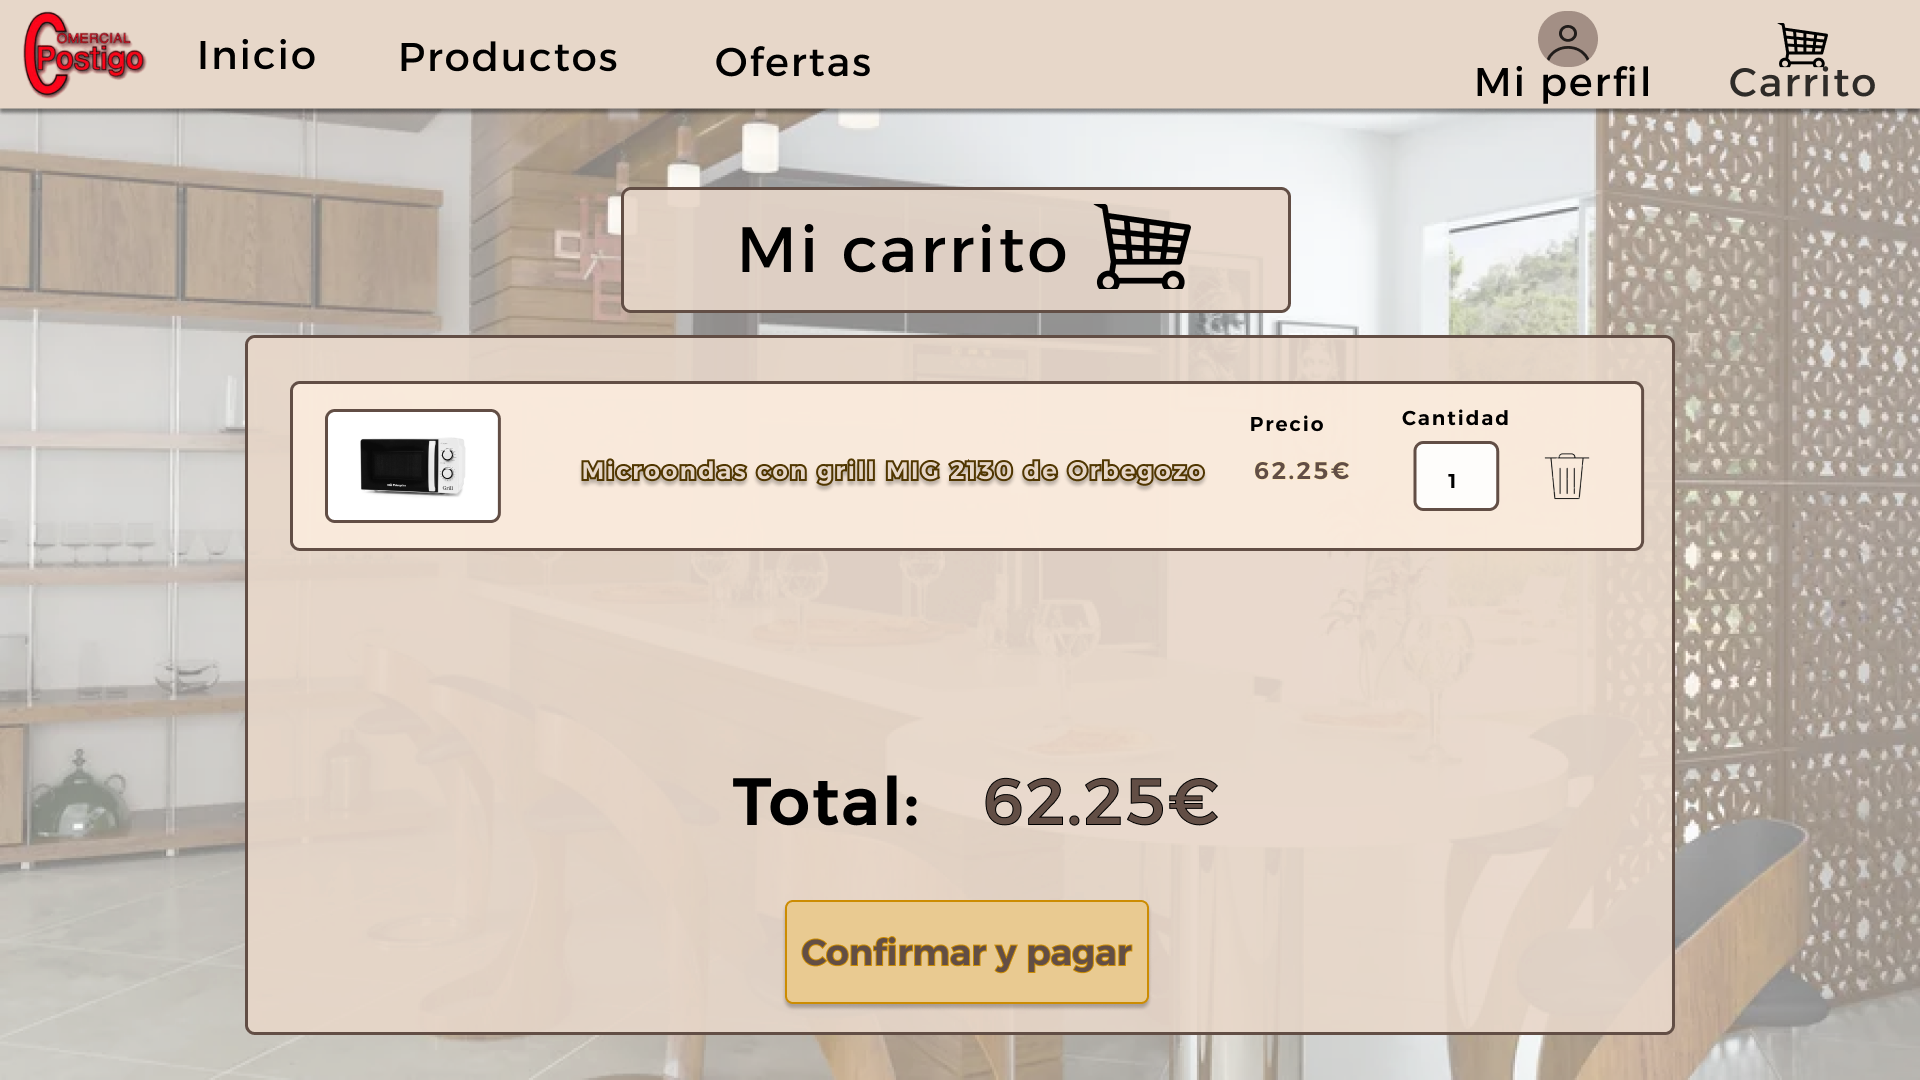 COMERCIAL
Postigo
Inicio
Productos
Ofertas
Mi perfil
Carrito
Mi carrito
Precio
Cantidad
Microondas con grill MIG 2130 de Orbegozo
62.25€
1
Grill
Total: 62.25€
Confirmar y pagar